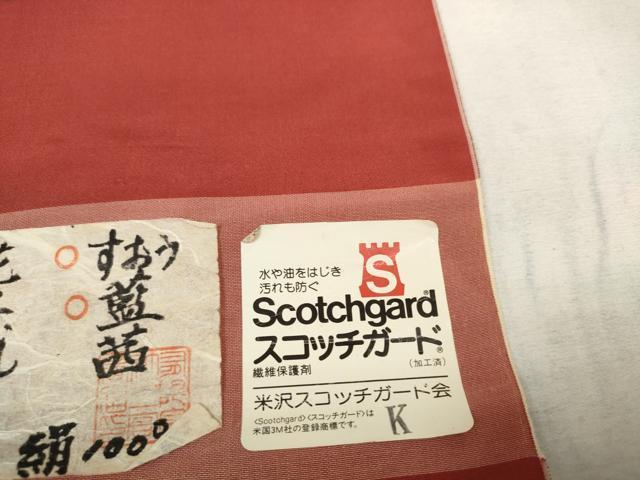 すおう
藍
茜
絹100%
水や油をはじき
汚れも防ぐ
S
Scotchgard®
スコッチガード®
繊維保護剤
(加工済)
米沢スコッチガード会
<Scotchgard><スコッチガード>は
米国3M社の登録商標です。
K